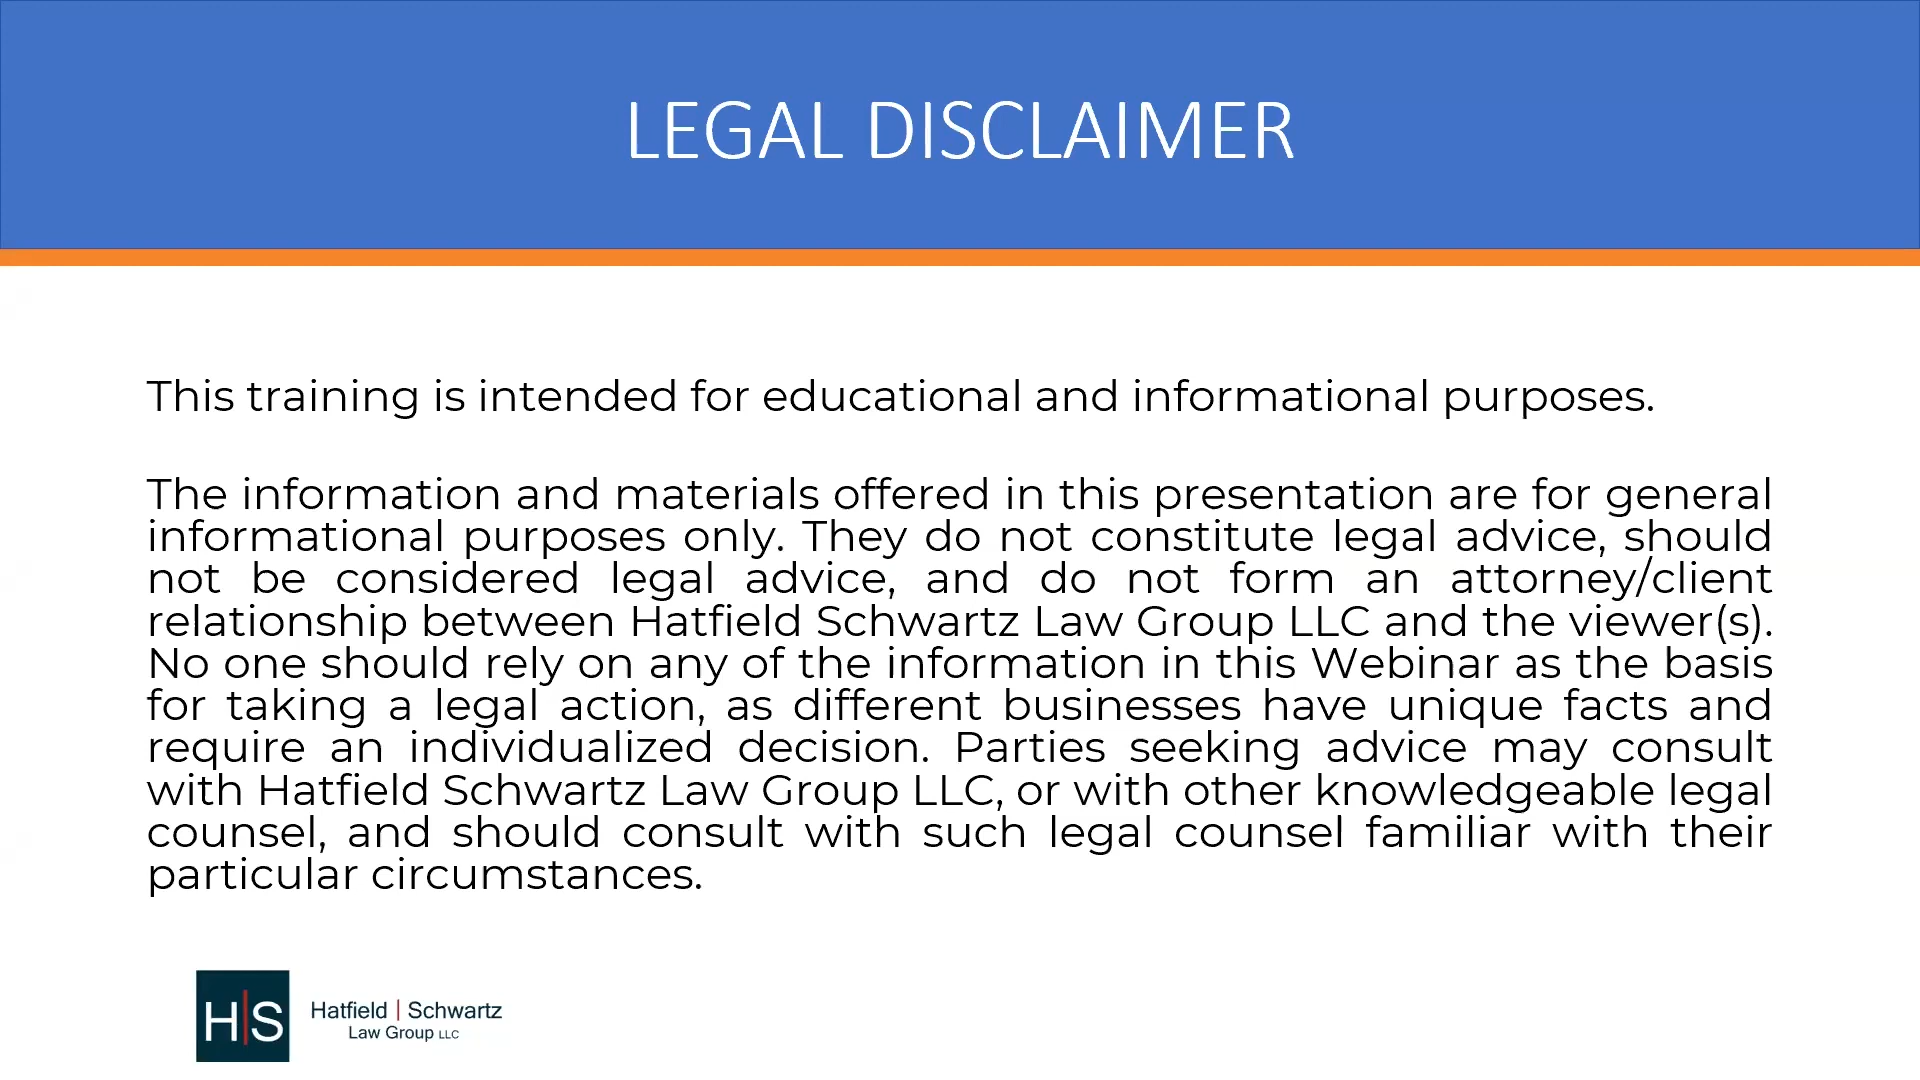 LEGAL DISCLAIMER
This training is intended for educational and informational purposes.
The information and materials offered in this presentation are for general
informational purposes only. They do not constitute legal advice, should
not be considered legal advice, and do not form an attorney/client
relationship between Hatfield Schwartz Law Group LLC and the viewer(s).
No one should rely on any of the information in this Webinar as the basis
for taking a legal action, as different businesses have unique facts and
require an individualized decision. Parties seeking advice may consult
with Hatfield Schwartz Law Group LLC, or with other knowledgeable legal
counsel, and should consult with such legal counsel familiar with their
particular circumstances.
H|S
Hatfield | Schwartz
Law Group LLC